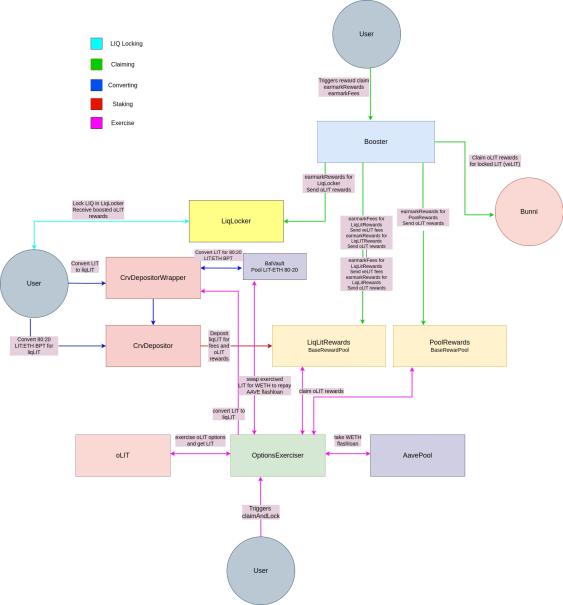 User
LIQ Locking
Claiming
Converting
Staking
Exercise
Triggers reward claim
earmarkRewards
earmarkFees
Booster
Claim oLIT rewards
for locked LIT (veLIT)
Bunni
earmarkRewards for
LiqLocker
Send oLIT rewards
Lock LIQ in LiqLocker
Receive boosted oLIT
rewards
LiqLocker
earmarkFees for
LiqLitRewards
earmarkRewards for
LiqLITRewards
Send oLIT rewards
earmarkRewards for
PoolRewards
Send oLIT rewards
earmarkFees for
LiqLitRewards
earmarkRewards for
LiqLitRewards
Send oLIT rewards
User
Convert LIT
to liqLIT
CrvDepositorWrapper
Convert LIT for 80:20
LIT:ETH BPT
BalVault
Pool LIT-ETH 80-20
Convert 80:20
LIT:ETH BPT for
liqLIT
CrvDepositor
Deposit
liqLIT for
fees and
oLIT
rewards
LiqLitRewards
BaseRewardPool
PoolRewards
BaseRewarPool
swap exercised
LIT for WETH to repay
AAVE flashloan
claim oLIT rewards
convert LIT to
liqLIT
oLIT
exercise oLIT options
and get LIT
OptionsExerciser
take WETH
flashloan
AavePool
Triggers
claimAndLock
User